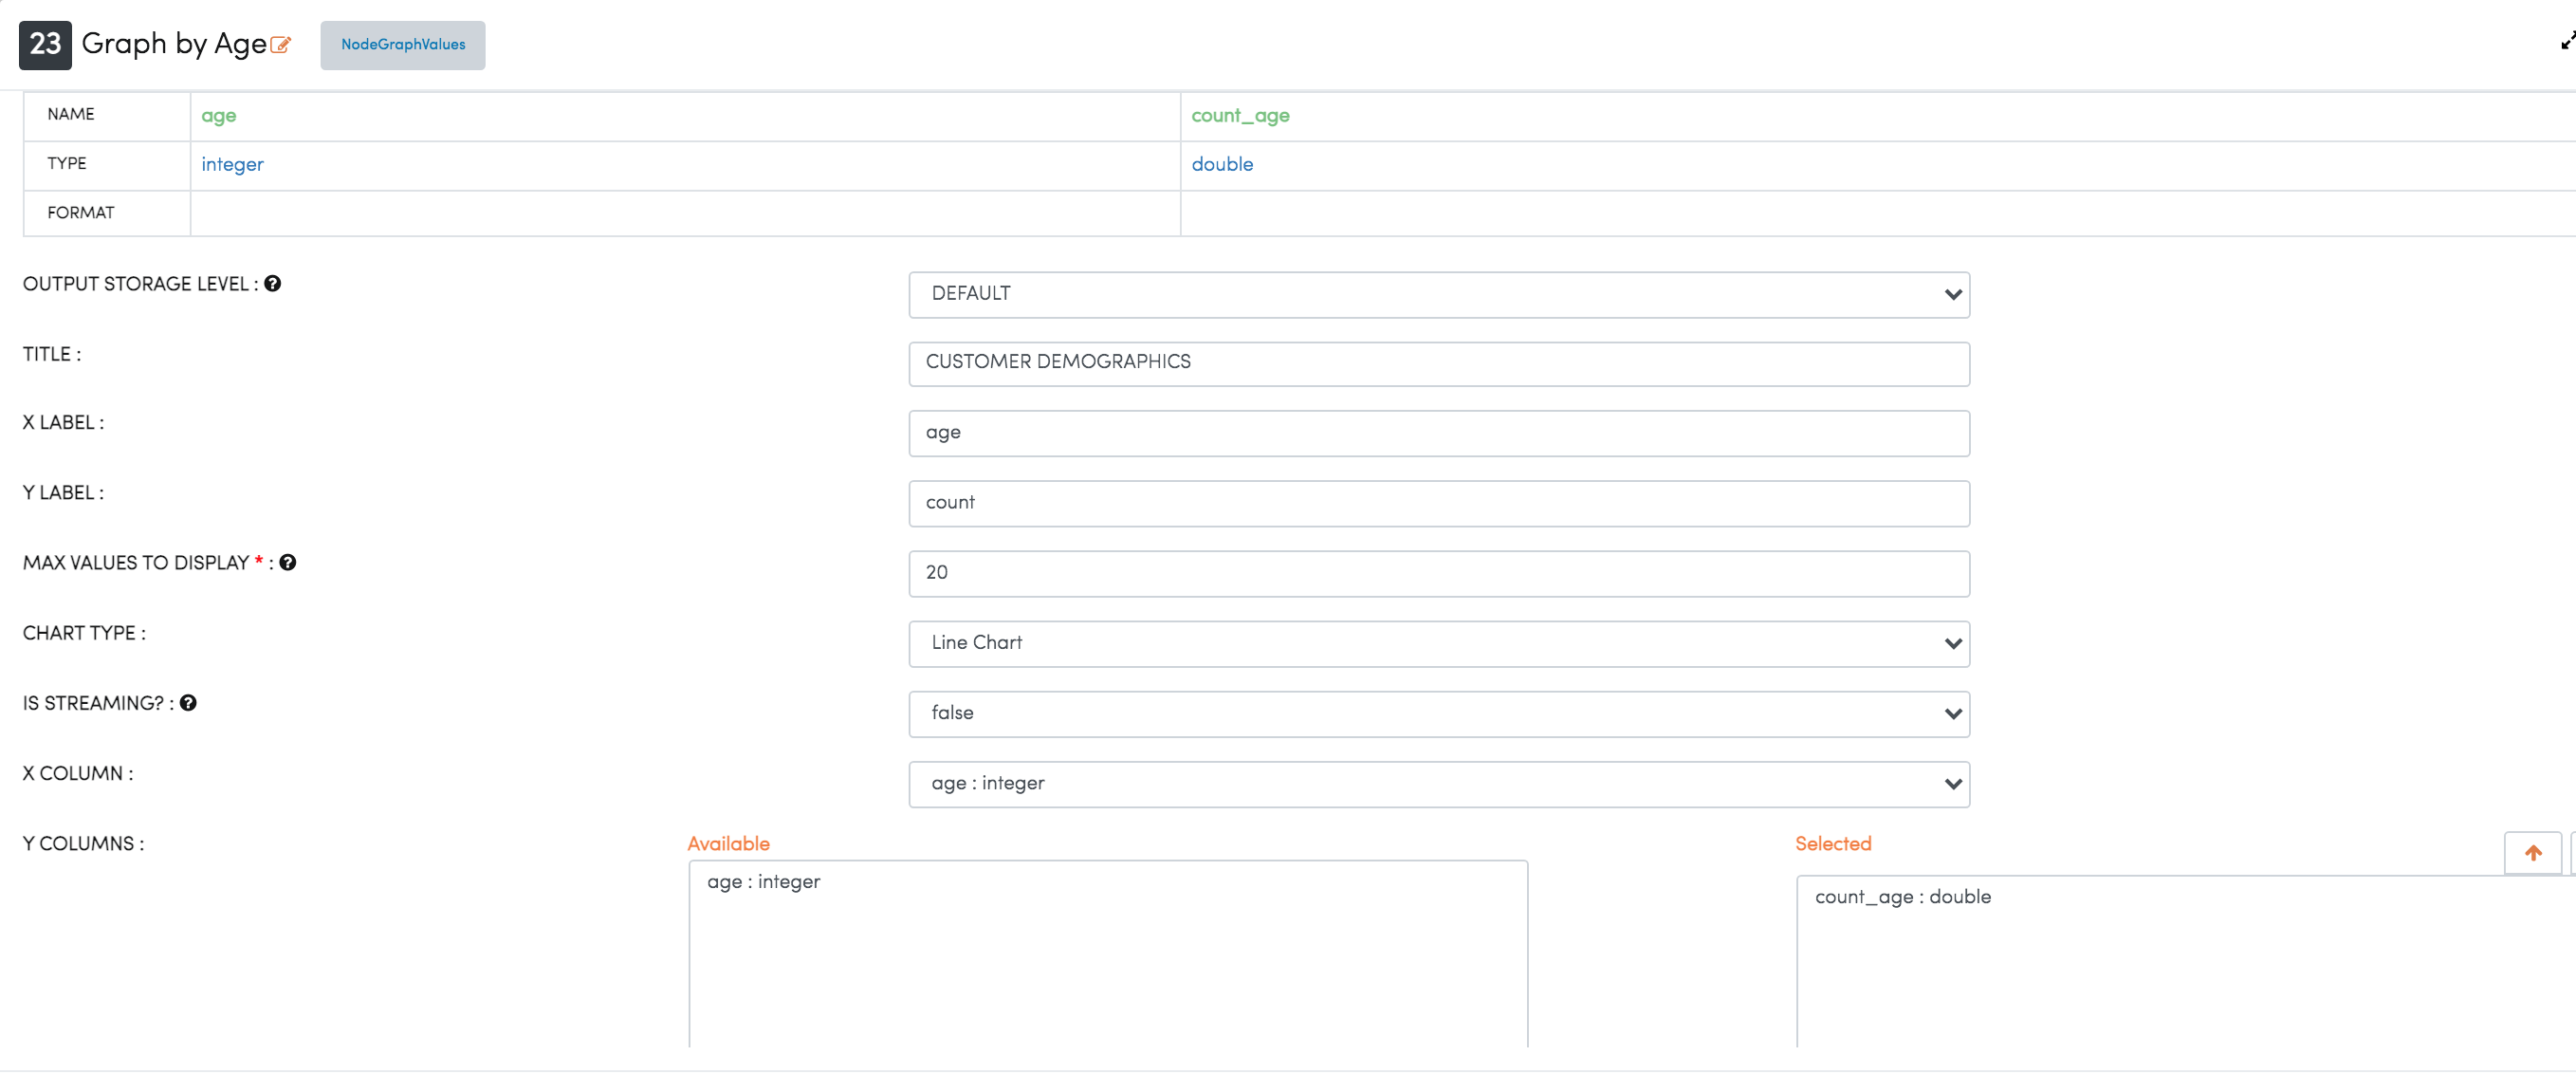 23 Graph by Age NodeGraphValues
NAME age count_age
TYPE integer double
FORMAT
OUTPUT STORAGE LEVEL : DEFAULT
TITLE : CUSTOMER DEMOGRAPHICS
X LABEL : age
Y LABEL : count
MAX VALUES TO DISPLAY * : 20
CHART TYPE : Line Chart
IS STREAMING? : false
X COLUMN : age : integer
Y COLUMNS : Available Selected
age : integer
count_age : double